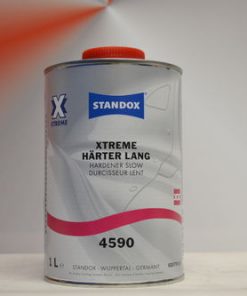 STANDOX
X
XTREME
XTREME
HÄRTER LANG
HARDENER SLOW
DURCISSEUR LENT
4590
1 L
STANDOX - WUPPERTAL - GERMANY